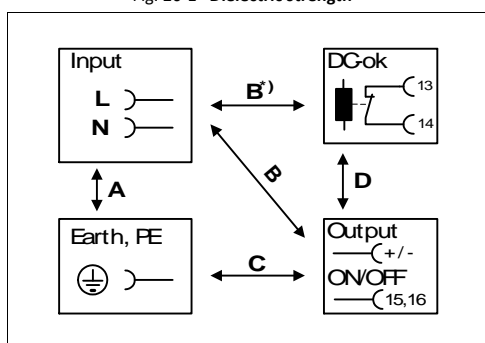 Fig. 20-1 Dielectric strength
Input
L
N
B*)
DC-ok
13
14
A
B
D
Earth, PE
C
Output
+/-
ON/OFF
15,16